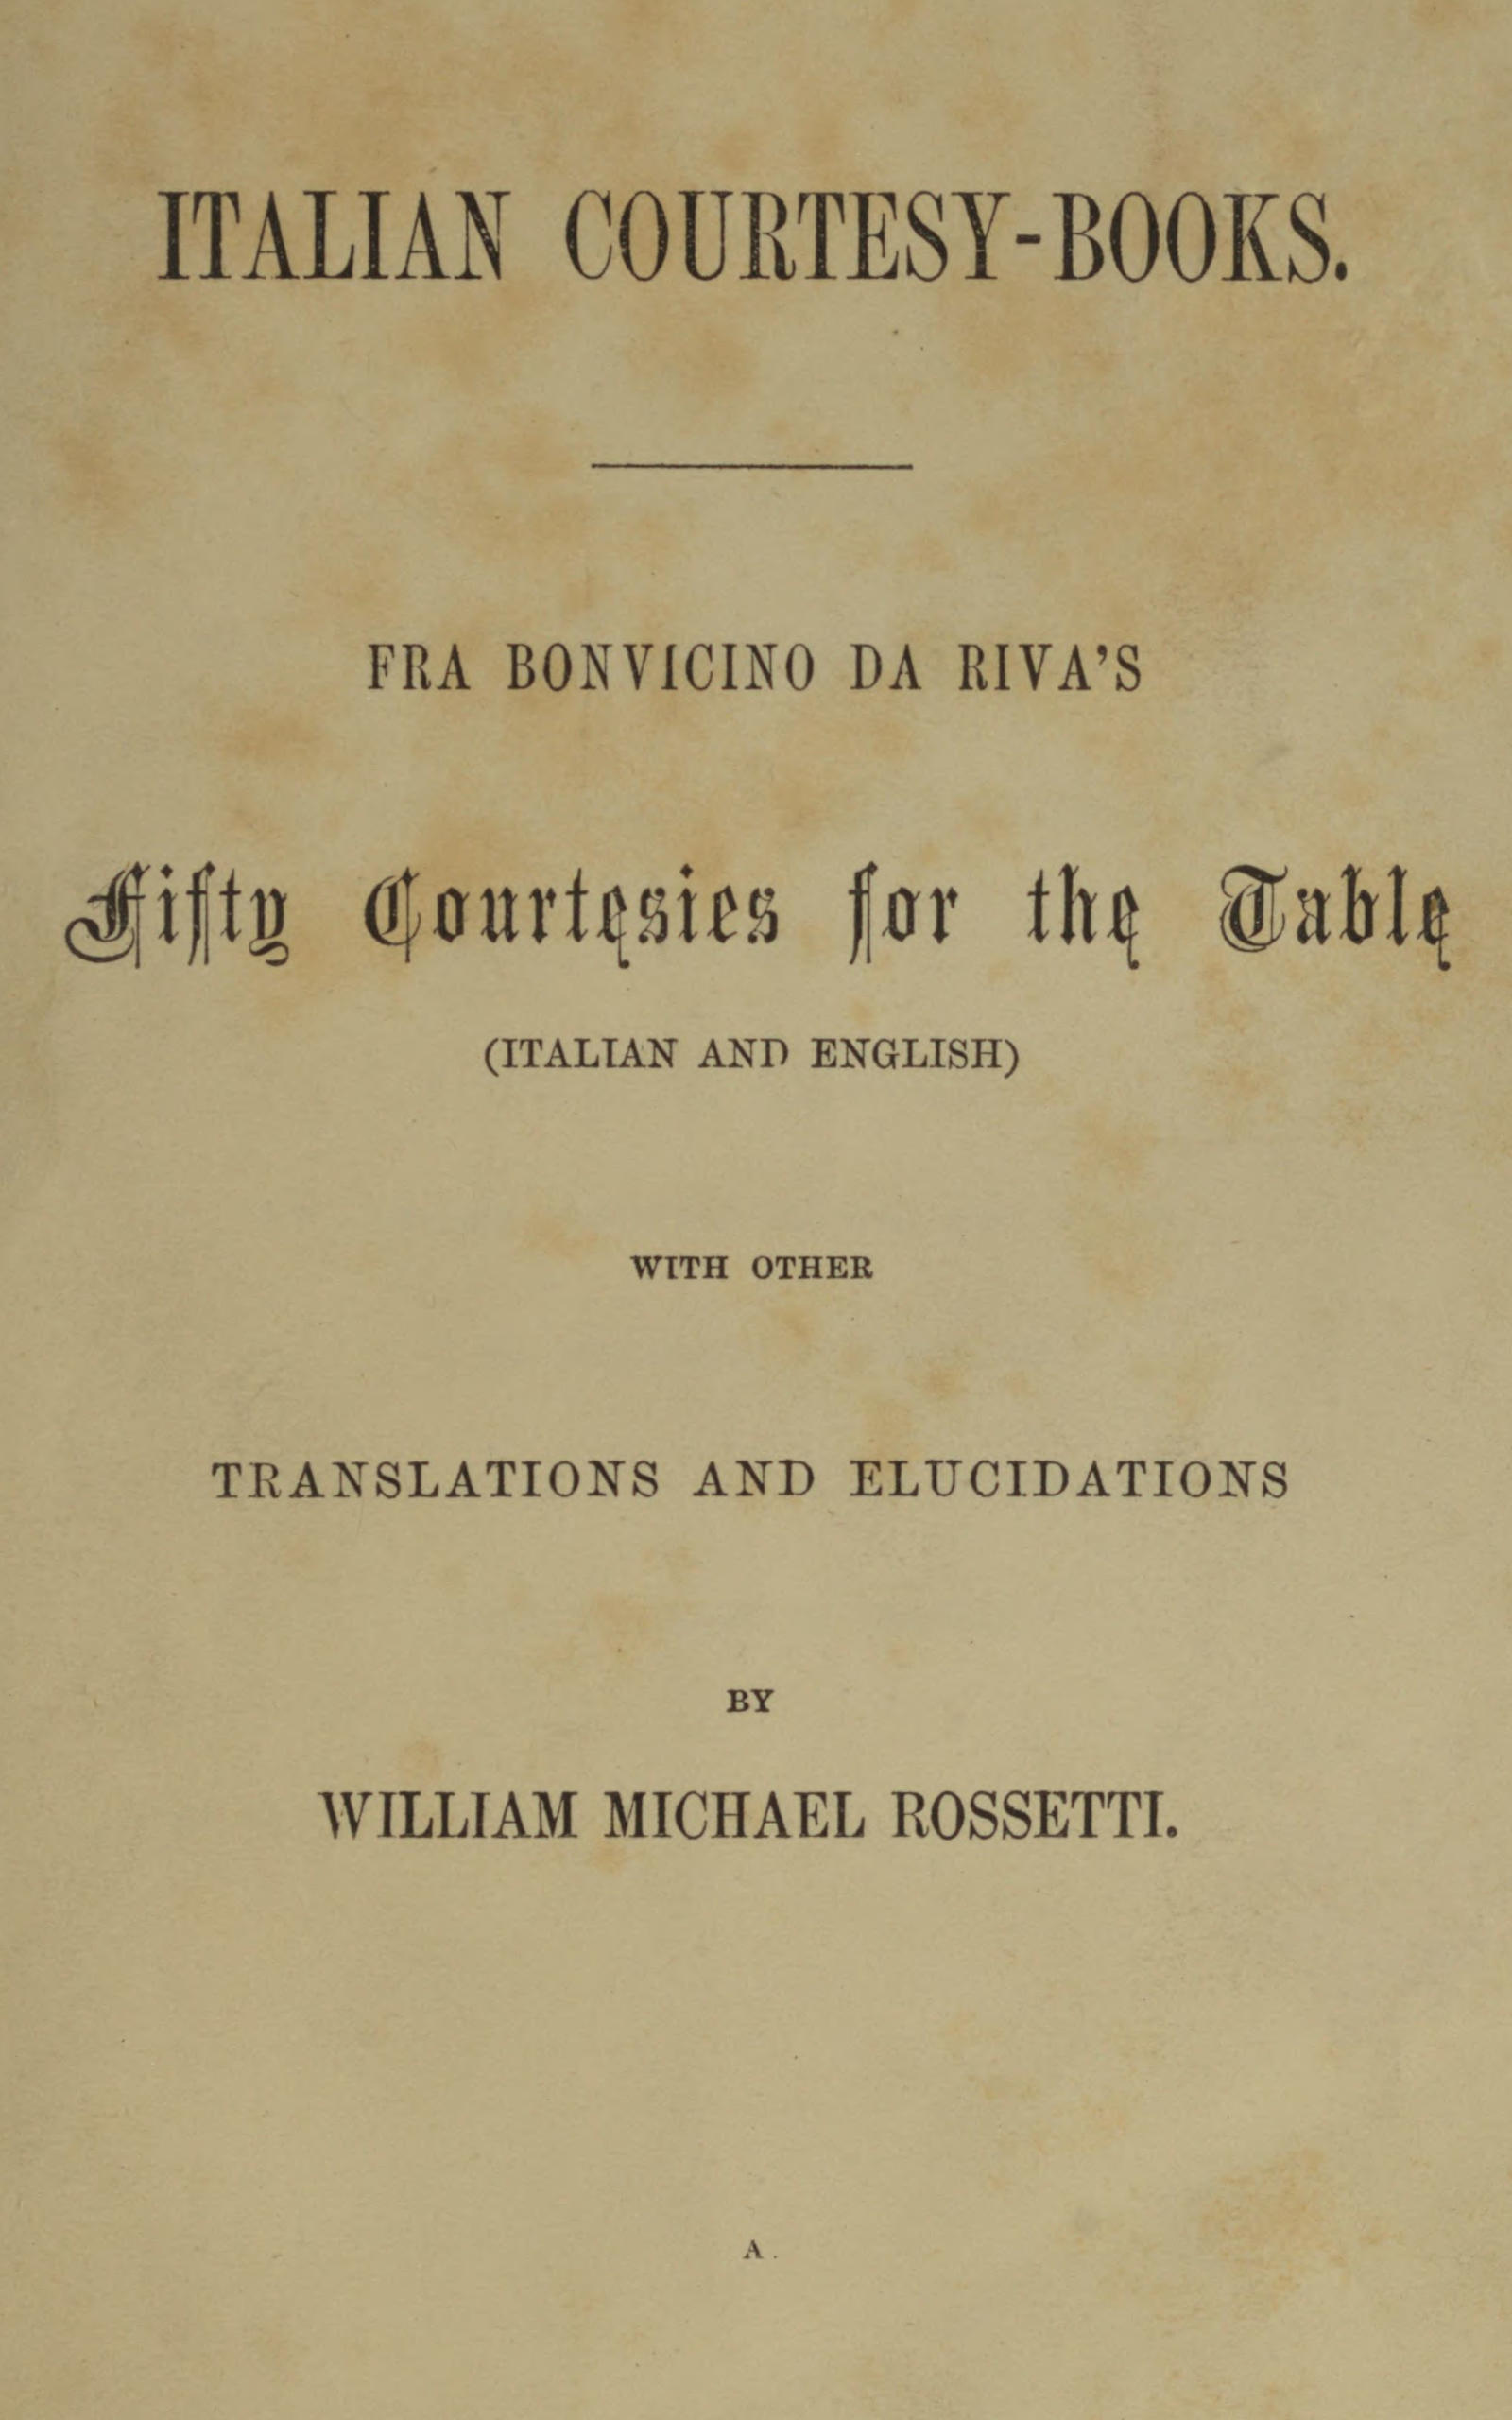 ITALIAN COURTESY-BOOKS.
FRA BONVICINO DA RIVA'S
Fifty Courtesies for the Table
(ITALIAN AND ENGLISH)
WITH OTHER
TRANSLATIONS AND ELUCIDATIONS
BY
WILLIAM MICHAEL ROSSETTI.
A.